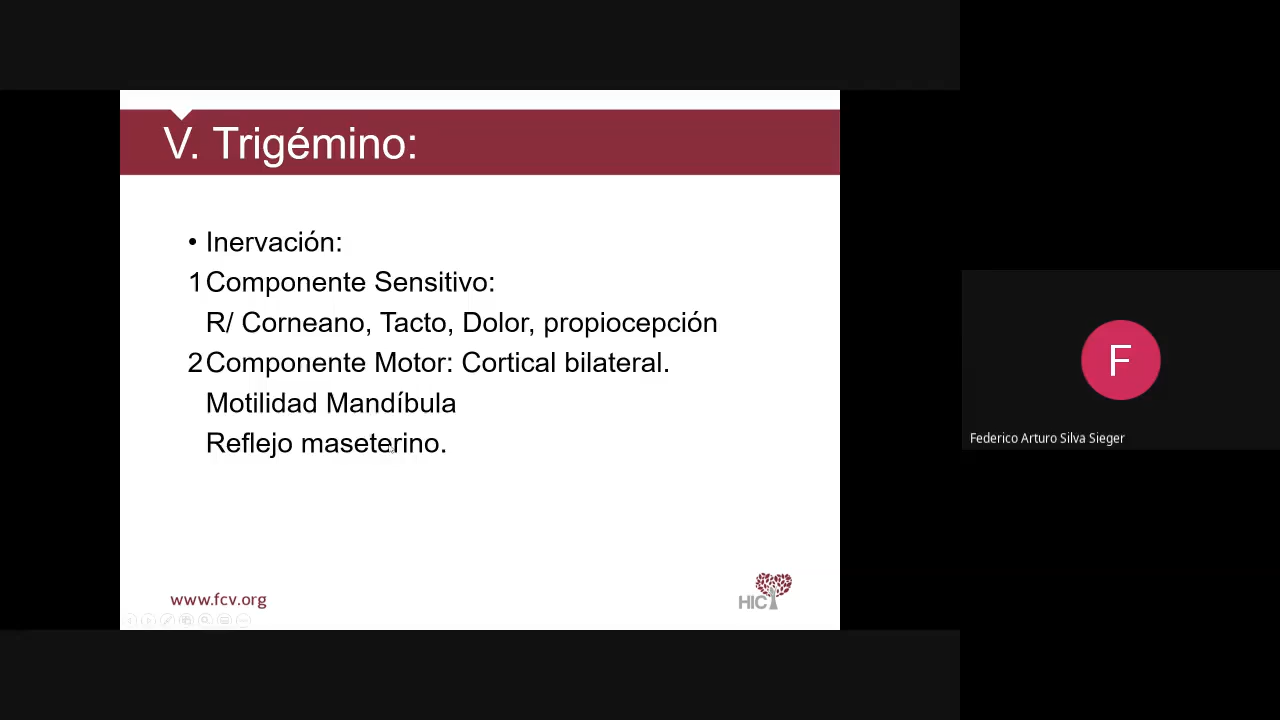 V. Trigémino:
• Inervación:
1 Componente Sensitivo:
R/ Corneano, Tacto, Dolor, propiocepción
2 Componente Motor: Cortical bilateral.
Motilidad Mandíbula
Reflejo maseterino.
www.fcv.org
HIC
F
Federico Arturo Silva Sieger